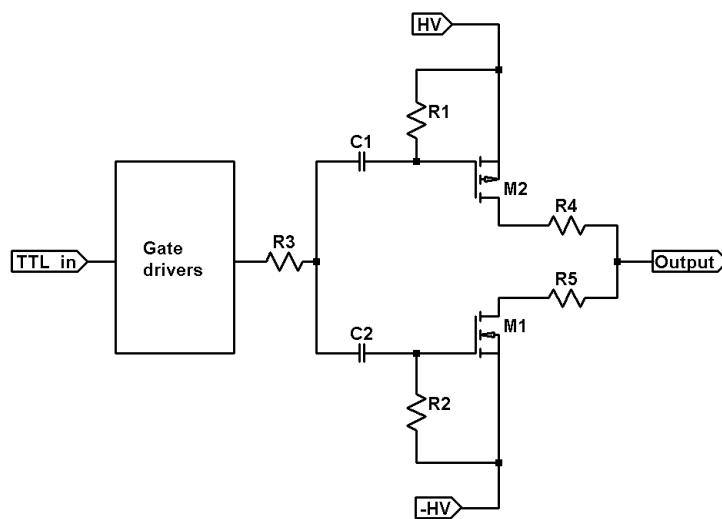 HV
R1
C1
M2
R4
R3
Gate
drivers
TTL in
Output
R5
M1
C2
R2
-HV